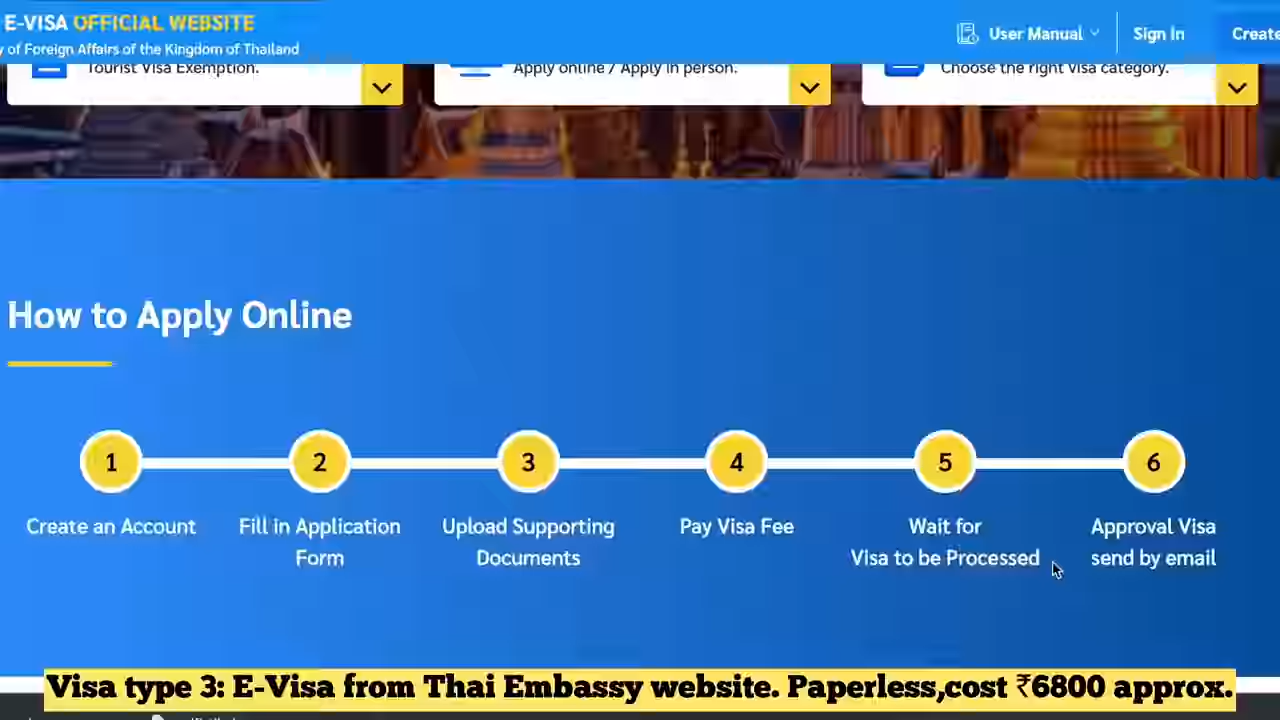 E-VISA OFFICIAL WEBSITE
of Foreign Affairs of the Kingdom of Thailand
User Manual
Sign In
Create
Tourist Visa Exemption.
Apply online / Apply in person.
Choose the right Visa category.
How to Apply Online
1
2
3
4
5
6
Create an Account
Fill in Application
Form
Upload Supporting
Documents
Pay Visa Fee
Wait for
Visa to be Processed
Approval Visa
send by email
Visa type 3: E-Visa from Thai Embassy website. Paperless,cost ₹6800 approx.